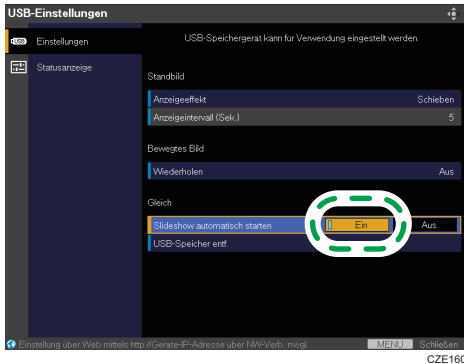 USB-Einstellungen
USB
Einstellungen
Statusanzeige
USB-Speichergerät kann für Verwendung eingestellt werden.
Standbild
Anzeigeeffekt Schieben
Anzeigeintervall (Sek.) 5
Bewegtes Bild
Wiederholen Aus
Gleich
Slideshow automatisch starten Ein Aus
USB-Speicher entf.
Einstellung über Web mittels http://Geräte-IP-Adresse über NW-Verb. mögl
MENU Schließen
CZE160